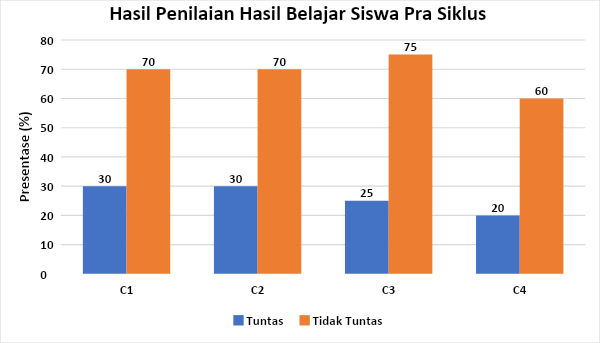 Hasil Penilaian Hasil Belajar Siswa Pra Siklus
Presentase (%)
80
70
60
50
40
30
20
10
0
30
70
30
70
25
75
20
60
C1
C2
C3
C4
Tuntas
Tidak Tuntas